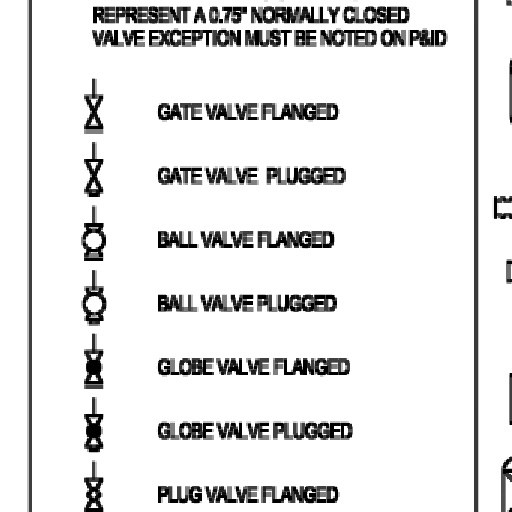 REPRESENT A 0.75" NORMALLY CLOSED
VALVE EXCEPTION MUST BE NOTED ON P&ID
GATE VALVE FLANGED
GATE VALVE PLUGGED
BALL VALVE FLANGED
BALL VALVE PLUGGED
GLOBE VALVE FLANGED
GLOBE VALVE PLUGGED
PLUG VALVE FLANGED